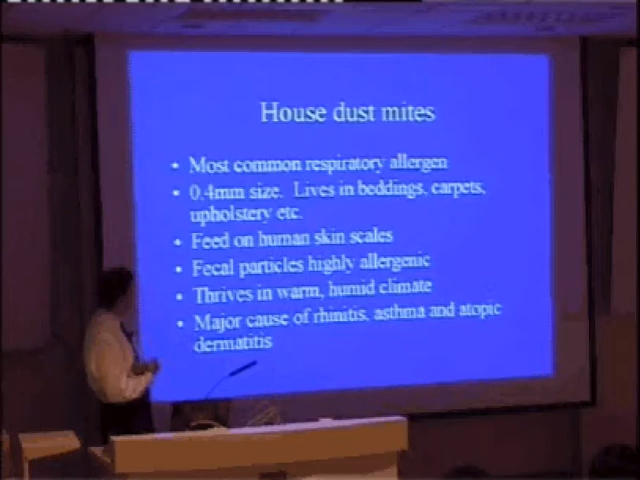 House dust mites
• Most common respiratory allergen
• 0.4mm size. Lives in beddings, carpets,
upholstery etc.
• Feed on human skin scales
• Fecal particles highly allergenic
• Thrives in warm, humid climate
• Major cause of rhinitis, asthma and atopic
dermatitis